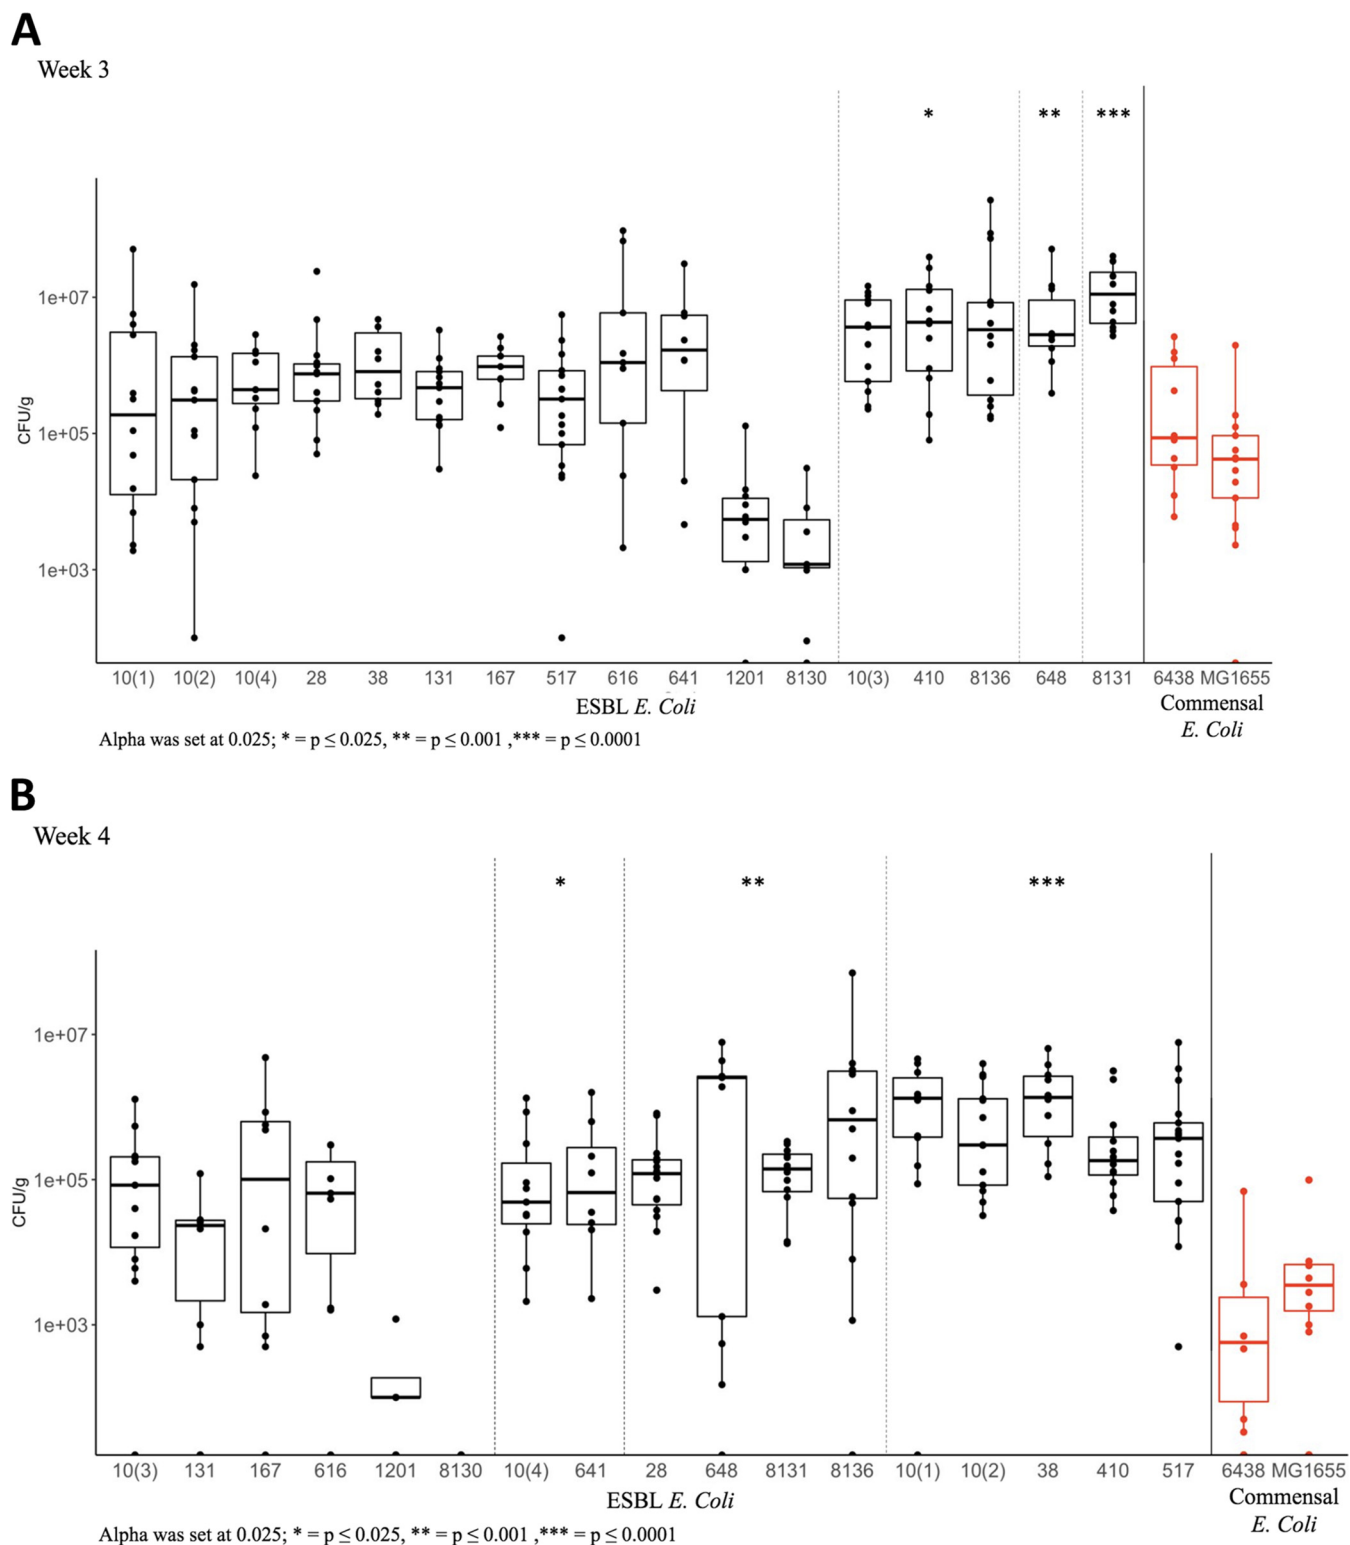 A
Week 3
* ** ***
CFU/g
1e+07
1e+05
1e+03
10(1) 10(2) 10(4) 28 38 131 167 517 616 641 1201 8130 10(3) 410 8136 648 8131 6438 MG1655
ESBL E. Coli
Commensal
E. Coli
Alpha was set at 0.025; * = p ≤ 0.025, ** = p ≤ 0.001 ,*** = p ≤ 0.0001
B
Week 4
* ** ***
CFU/g
1e+07
1e+05
1e+03
10(3) 131 167 616 1201 8130 10(4) 641 28 648 8131 8136 10(1) 10(2) 38 410 517 6438 MG1655
ESBL E. Coli
Commensal
E. Coli
Alpha was set at 0.025; * = p ≤ 0.025, ** = p ≤ 0.001 ,*** = p ≤ 0.0001